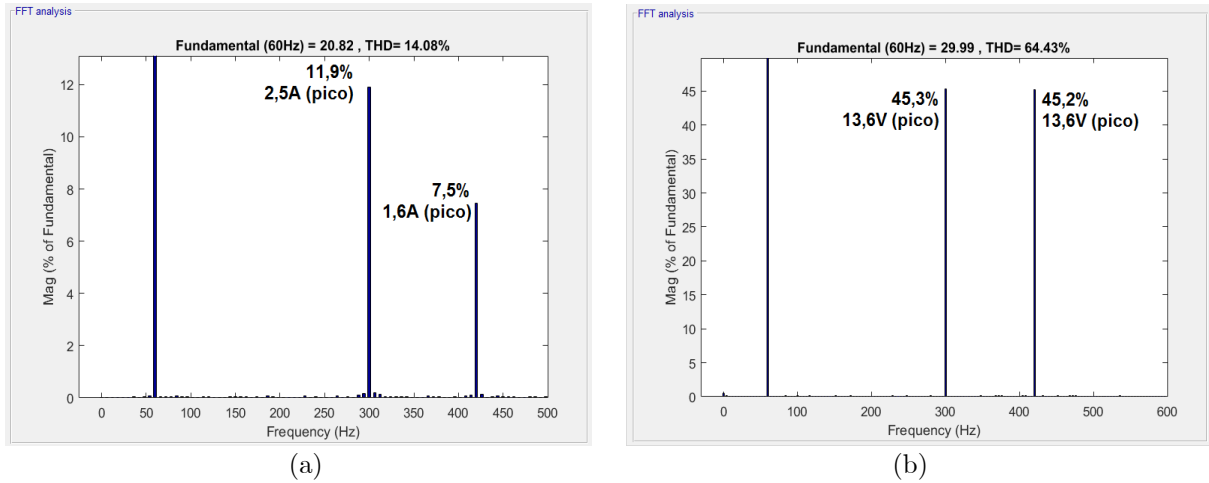 FFT analysis
Fundamental (60Hz) = 20.82 , THD= 14.08%
Mag (% of Fundamental)
12
10
8
6
4
2
0
11,9%
2,5A (pico)
7,5%
1,6A (pico)
0 50 100 150 200 250 300 350 400 450 500
Frequency (Hz)
(a)
FFT analysis
Fundamental (60Hz) = 29.99 , THD= 64.43%
Mag (% of Fundamental)
45
40
35
30
25
20
15
10
5
0
45,3%
13,6V (pico)
45,2%
13,6V (pico)
0 100 200 300 400 500 600
Frequency (Hz)
(b)